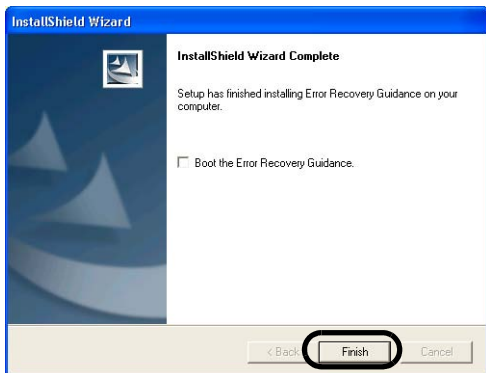 InstallShield Wizard
InstallShield Wizard Complete
Setup has finished installing Error Recovery Guidance on your
computer.
Boot the Error Recovery Guidance.
< Back
Finish
Cancel